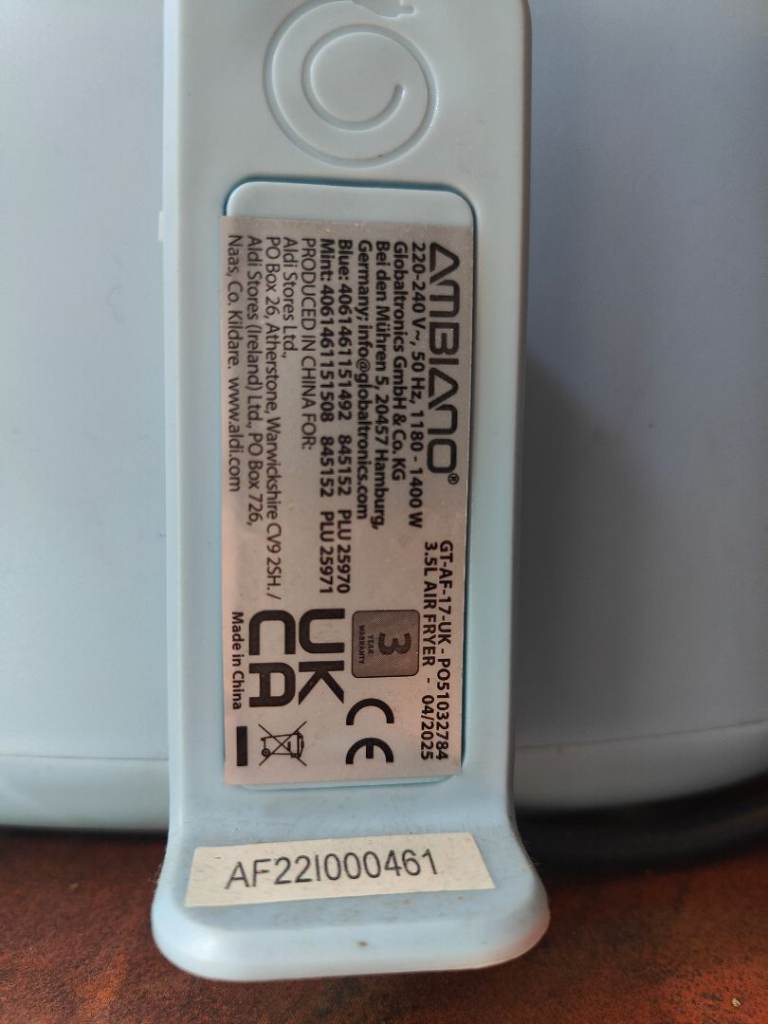 AMBIANO®
220-240 V~, 50 Hz, 1180 - 1400 W
Globaltronics GmbH & Co. KG
Bei den Mühren 5, 20457 Hamburg,
Germany; info@globaltronics.com
Blue: 4061461151492 845152 PLU 25970
Mint: 4061461151508 845152 PLU 25971
PRODUCED IN CHINA FOR:
Aldi Stores Ltd.,
PO Box 26, Atherstone, Warwickshire CV9 2SH. /
Aldi Stores (Ireland) Ltd., PO Box 726,
Naas, Co. Kildare. www.aldi.com
GT-AF-17-UK - PO51032784
3.5L AIR FRYER - 04/2025
3
YEAR
WARRANTY
CE
UK
CA
Made in China
AF22I000461